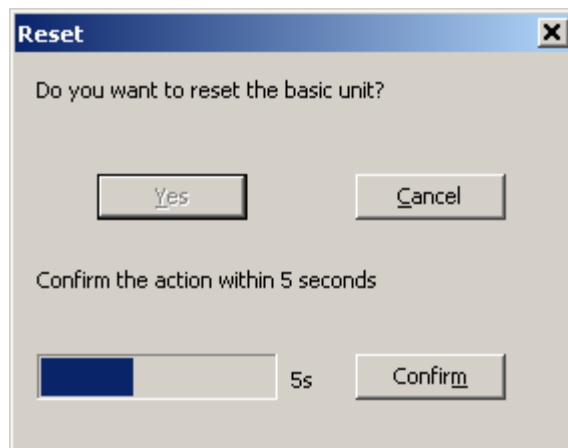 Reset
Do you want to reset the basic unit?
Yes Cancel
Confirm the action within 5 seconds
5s Confirm